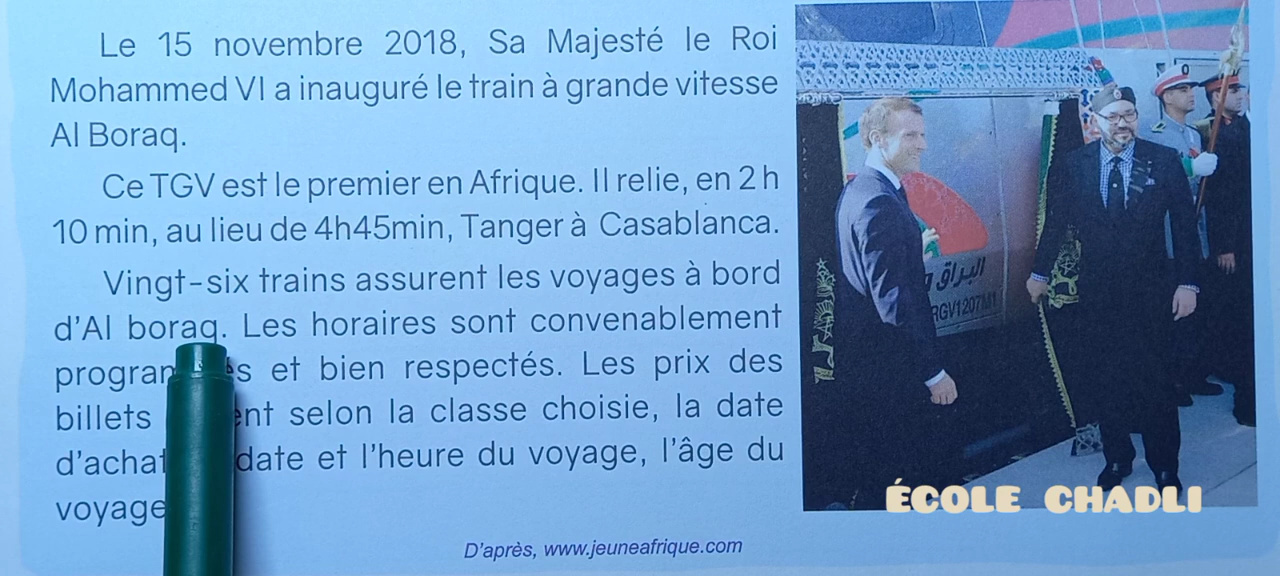 Le 15 novembre 2018, Sa Majesté le Roi
Mohammed VI a inauguré le train à grande vitesse
Al Boraq.
Ce TGV est le premier en Afrique. Il relie, en 2 h
10 min, au lieu de 4h45min, Tanger à Casablanca.
Vingt-six trains assurent les voyages à bord
d'Al boraq. Les horaires sont convenablement
et bien respectés. Les prix des
billets selon la classe choisie, la date
date et l'heure du voyage, l'âge du
D'après, www.jeuneafrique.com
البراق
RGV1207M1
ÉCOLE CHADLI